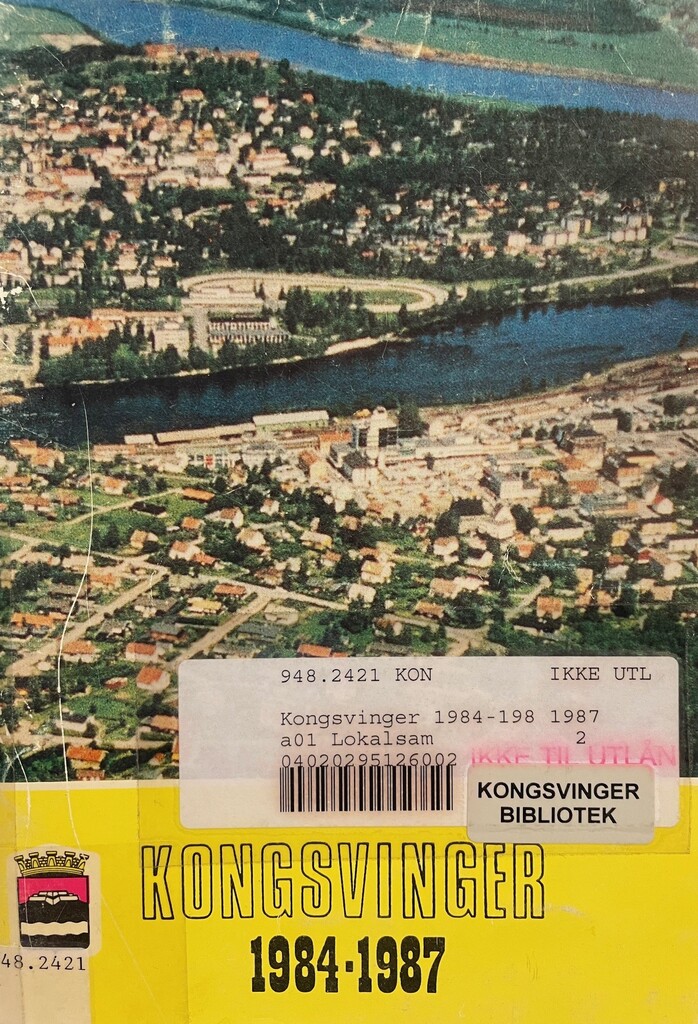 948.2421 KON IKKE UTL
Kongsvinger 1984-198 1987
a01 Lokalsam 2
04020295126002 IKKE TIL UTLÅN
KONGSVINGER
BIBLIOTEK
KONGSVINGER
1984-1987
48.2421